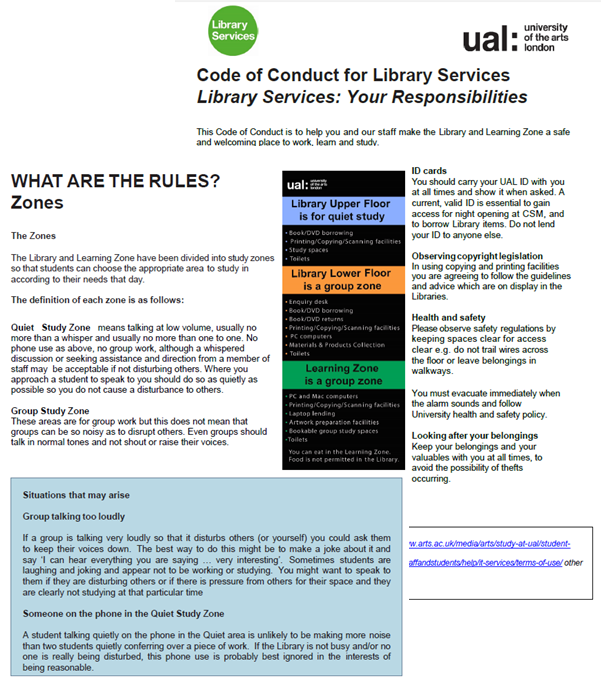 Library
Services
ual: university
of the arts
london
Code of Conduct for Library Services
Library Services: Your Responsibilities
This Code of Conduct is to help you and our staff make the Library and Learning Zone a safe
and welcoming place to work, learn and study.
WHAT ARE THE RULES?
Zones
The Zones
The Library and Learning Zone have been divided into study zones
so that students can choose the appropriate area to study in
according to their needs that day.
The definition of each zone is as follows:
Quiet Study Zone means talking at low volume, usually no
more than a whisper and usually no more than one to one. No
phone use as above, no group work, although a whispered
discussion or seeking assistance and direction from a member of
staff may be acceptable if not disturbing others. Where you
approach a student to speak to you should do so as quietly as
possible so you do not cause a disturbance to others.
Group Study Zone
These areas are for group work but this does not mean that
groups can be so noisy as to disrupt others. Even groups should
talk in normal tones and not shout or raise their voices.
ual: university
of the arts
london
Library Upper Floor
is for quiet study
• Book/DVD borrowing
• Printing/Copying/Scanning facilities
• Study spaces
• Toilets
Library Lower Floor
is a group zone
• Enquiry desk
• Book/DVD borrowing
• Book/DVD returns
• Printing/Copying/Scanning facilities
• PC computers
• Materials & Products Collection
• Toilets
Learning Zone
is a group zone
• PC and Mac computers
• Printing/Copying/Scanning facilities
• Laptop lending
• Artwork preparation facilities
• Bookable group study spaces
•Toilets
You can eat in the Learning Zone.
Food is not permitted in the Library.
ID cards
You should carry your UAL ID with you
at all times and show it when asked. A
current, valid ID is essential to gain
access for night opening at CSM, and
to borrow Library items. Do not lend
your ID to anyone else.
Observing copyright legislation
In using copying and printing facilities
you are agreeing to follow the guidelines
and advice which are on display in the
Libraries.
Health and safety
Please observe safety regulations by
keeping spaces clear for access
clear e.g. do not trail wires across
the floor or leave belongings in
walkways.
You must evacuate immediately when
the alarm sounds and follow
University health and safety policy.
Looking after your belongings
Keep your belongings and your
valuables with you at all times, to
avoid the possibility of thefts
occurring.
Situations that may arise
Group talking too loudly
If a group is talking very loudly so that it disturbs others (or yourself) you could ask them
to keep their voices down. The best way to do this might be to make a joke about it and
say 'I can hear everything you are saying … very interesting'. Sometimes students are
laughing and joking and appear not to be working or studying. You might want to speak to
them if they are disturbing others or if there is pressure from others for their space and they
are clearly not studying at that particular time
Someone on the phone in the Quiet Study Zone
A student talking quietly on the phone in the Quiet area is unlikely to be making more noise
than two students quietly conferring over a piece of work. If the Library is not busy and/or no
one is really being disturbed, this phone use is probably best ignored in the interests of
being reasonable.
w.arts.ac.uk/media/arts/study-at-ual/student-
affandstudents/help/it-services/terms-of-use/ other